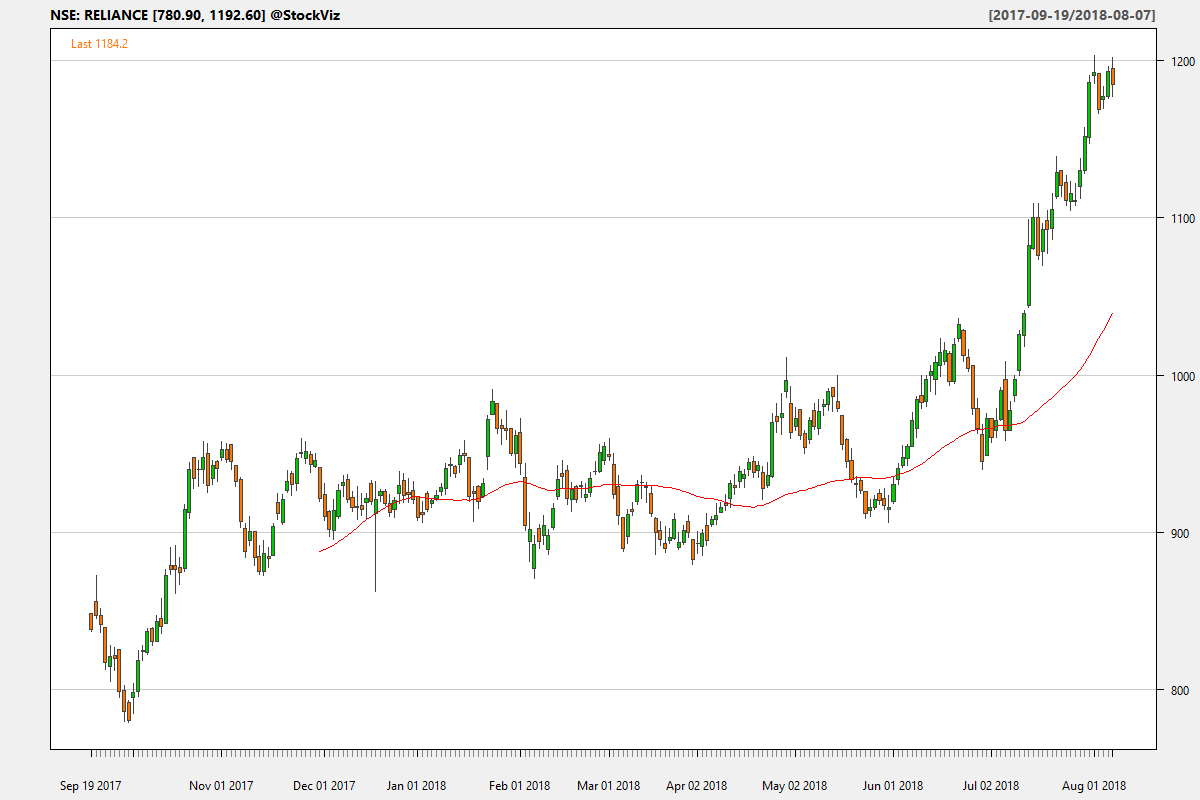 NSE: RELIANCE [780.90, 1192.60] @StockViz
[2017-09-19/2018-08-07]
Last 1184.2
1200
1100
1000
900
800
Sep 19 2017 Nov 01 2017 Dec 01 2017 Jan 01 2018 Feb 01 2018 Mar 01 2018 Apr 02 2018 May 02 2018 Jun 01 2018 Jul 02 2018 Aug 01 2018